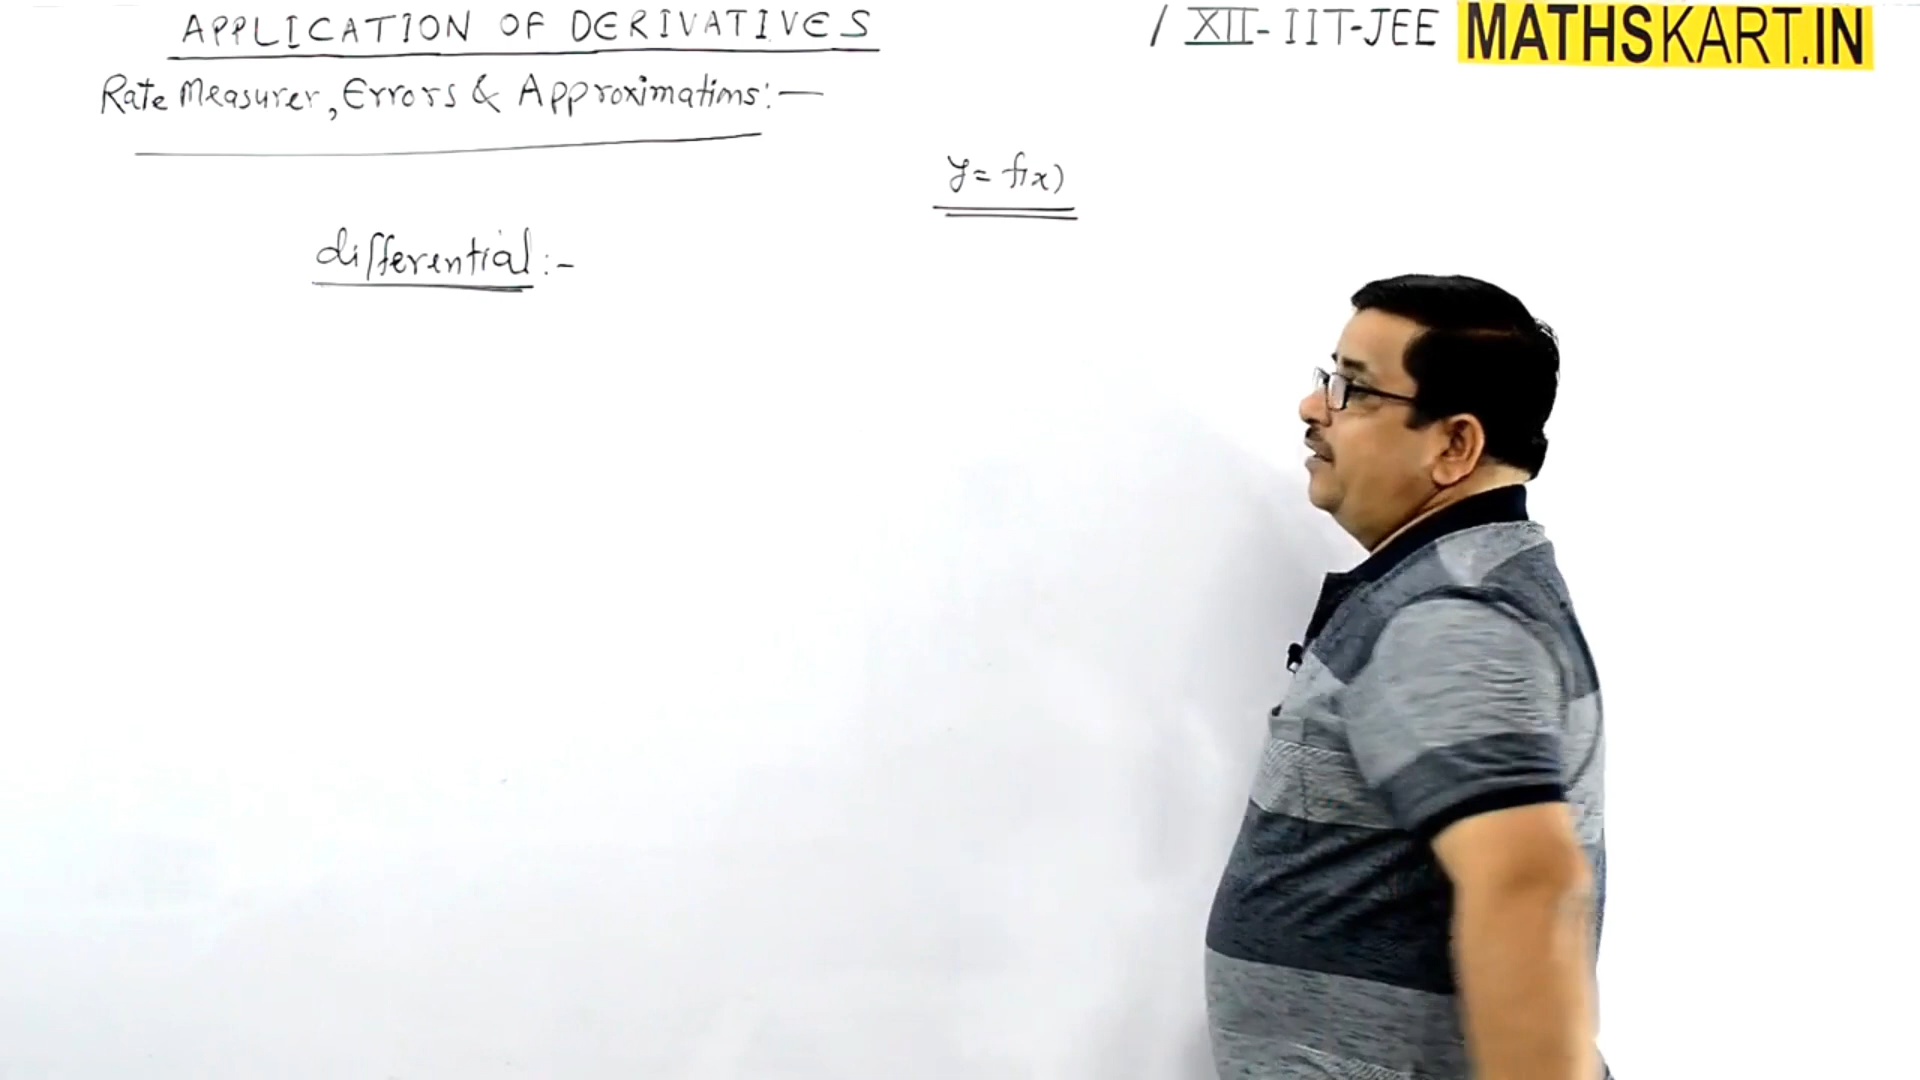 APPLICATION OF DERIVATIVES / XII-IIT-JEE MATHSKART.IN
Rate Measurer, Errors & Approximations:—
y = f(x)
differential:-